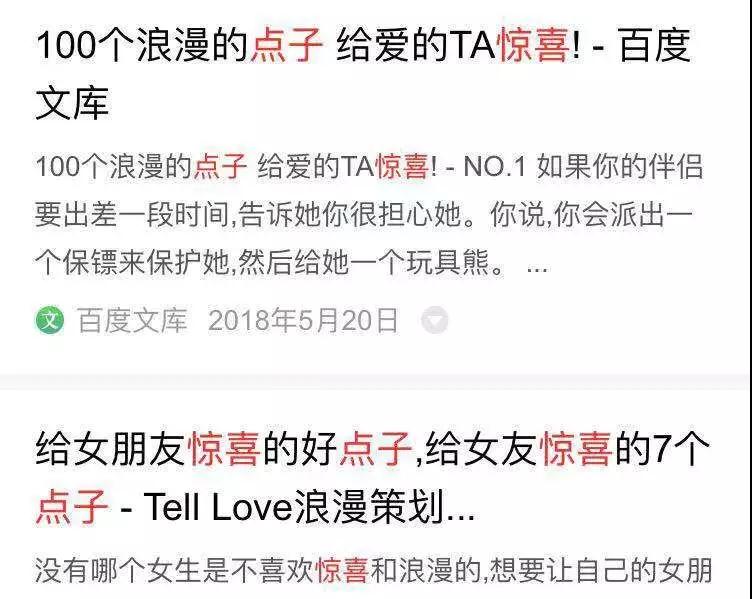 100个浪漫的点子 给爱的TA惊喜! - 百度
文库
100个浪漫的点子 给爱的TA惊喜! - NO.1 如果你的伴侣
要出差一段时间,告诉她你很担心她。你说,你会派出一
个保镖来保护她,然后给她一个玩具熊。 ...
文 百度文库 2018年5月20日
给女朋友惊喜的好点子,给女友惊喜的7个
点子 - Tell Love浪漫策划...
没有哪个女生是不喜欢惊喜和浪漫的,想要让自己的女朋